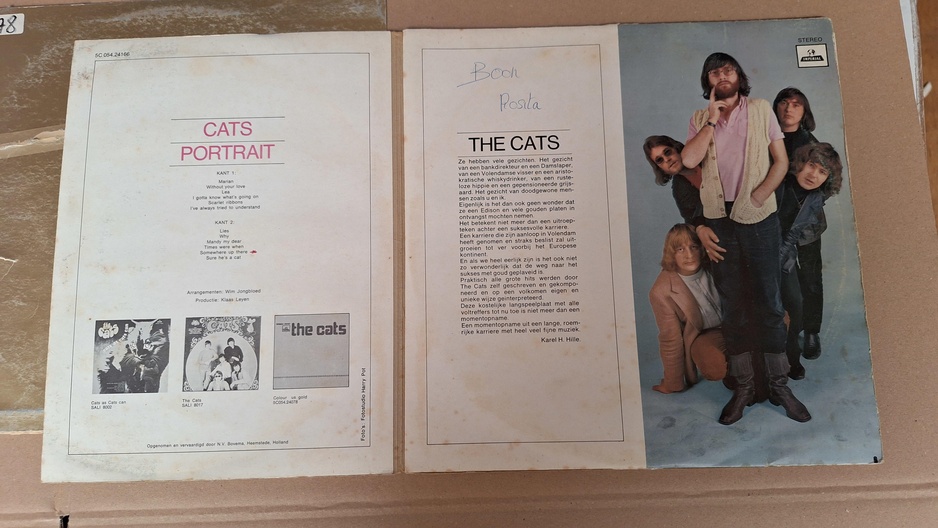 78
5C 054.24166
CATS
PORTRAIT
KANT 1:
Marian
Without your love
Lea
I gotta know what's going on
Scarlet ribbons
I've always tried to understand
KANT 2:
Lies
Why
Mandy my dear
Times were when
Somewhere up there
Sure he's a cat
Arrangementen: Wim Jongbloed
Productie: Klaas Leyen
the cats
Cats as Cats can
SALI 8002
The Cats
SALI 8017
Colour us gold
5C054.24078
Foto's: Fotostudio Harry Pot
Opgenomen en vervaardigd door N.V. Bovema, Heemstede, Holland
Boon
Rosita
THE CATS
Ze hebben vele gezichten. Het gezicht
van een bankdirekteur en een Damslaper,
van een Volendamse visser en een aristo-
kratische whiskydrinker, van een ruste-
loze hippie en een gepensioneerde grijs-
aard. Het gezicht van doodgewone men-
sen zoals u en ik.
Eigenlijk is het dan ook geen wonder dat
ze een Edison en vele gouden platen in
ontvangst mochten nemen.
Het betekent niet meer dan een uitroep-
teken achter een suksesvolle karriere.
Een karriere die zijn aanloop in Volendam
heeft genomen en straks beslist zal uit-
groeien tot ver voorbij het Europese
kontinent.
En als we heel eerlijk zijn is het ook niet
zo verwonderlijk dat de weg naar het
sukses met goud geplaveid is.
Praktisch alle grote hits werden door
The Cats zelf geschreven en gekompo-
neerd en op een volkomen eigen en
unieke wijze geinterpreteerd.
Deze kostelijke langspeelplaat met alle
voltreffers tot nu toe is niet meer dan een
momentopname.
Een momentopname uit een lange, roem-
rijke karriere met heel veel fijne muziek.
Karel H. Hille.
STEREO
IMPERIAL